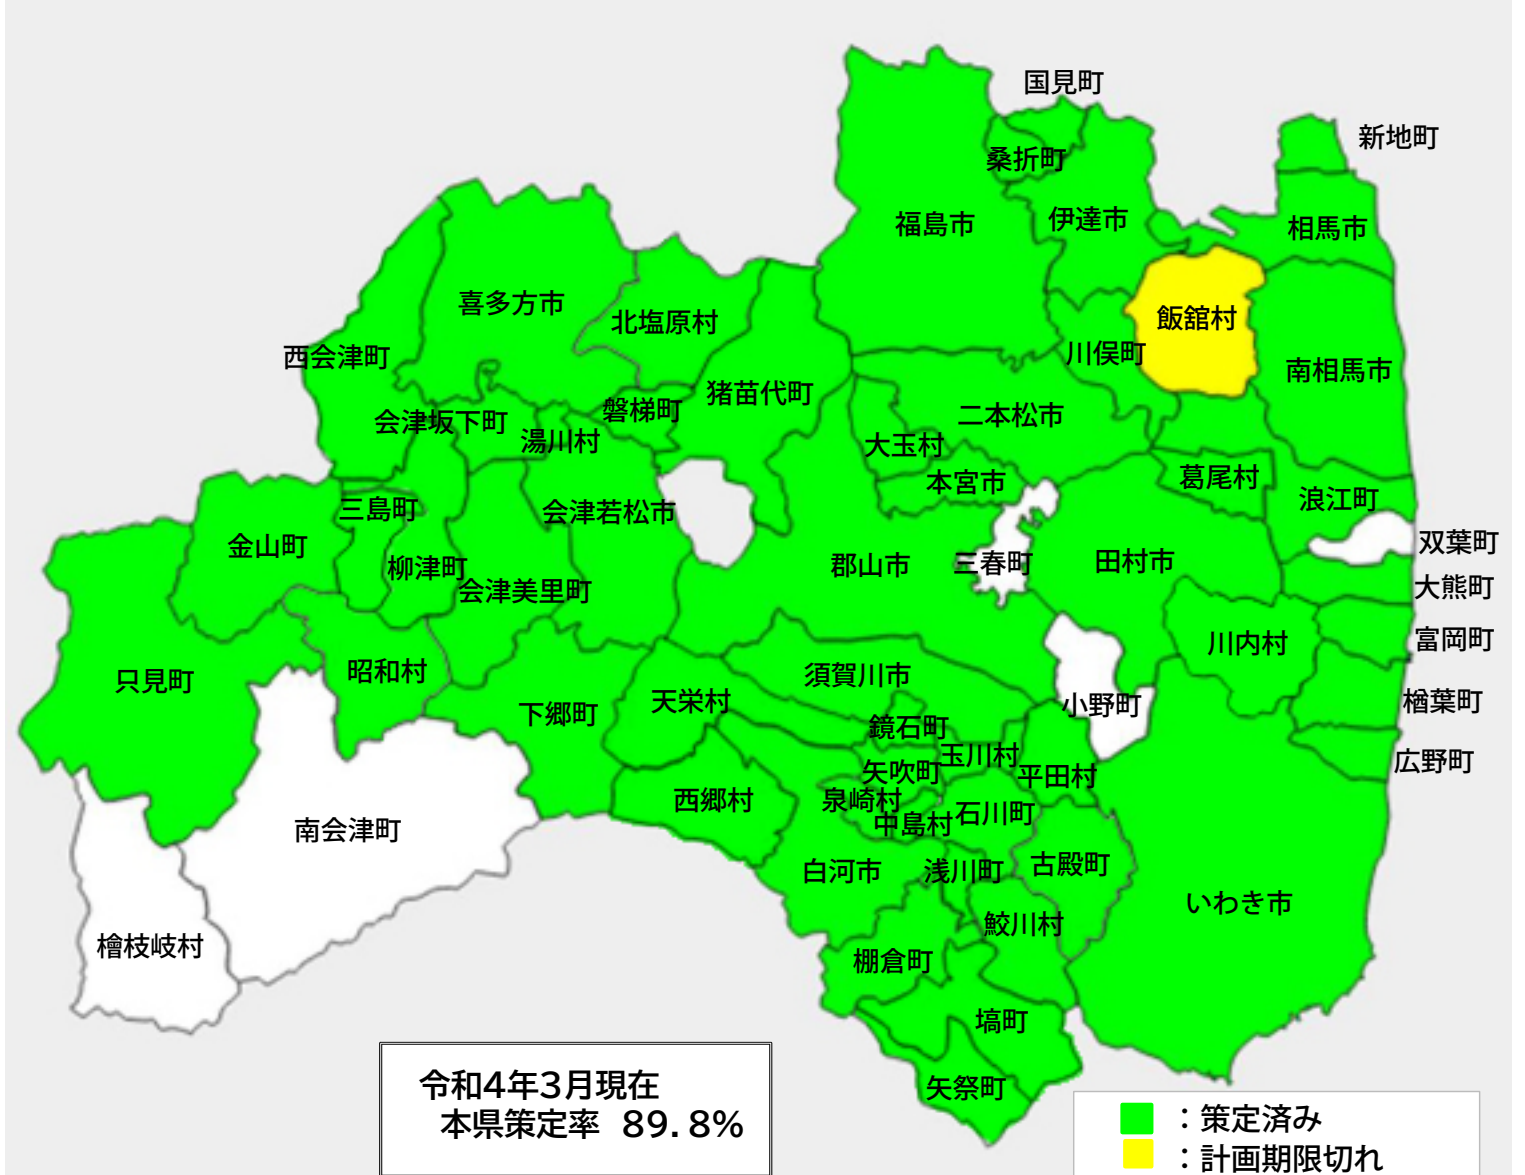 国見町
新地町
桑折町
福島市
伊達市
相馬市
喜多方市
北塩原村
飯舘村
西会津町
川俣町
南相馬市
猪苗代町
磐梯町
会津坂下町
二本松市
湯川村
大玉村
本宮市
葛尾村
浪江町
三島町
会津若松市
金山町
双葉町
柳津町
郡山市
三春町
田村市
会津美里町
大熊町
川内村
富岡町
只見町
昭和村
須賀川市
天栄村
小野町
楢葉町
下郷町
鏡石町
玉川村
広野町
矢吹町
平田村
西郷村
泉崎村
石川町
中島村
南会津町
白河市
浅川町
古殿町
いわき市
鮫川村
檜枝岐村
棚倉町
塙町
矢祭町
令和4年3月現在
本県策定率 89.8%
：策定済み
：計画期限切れ